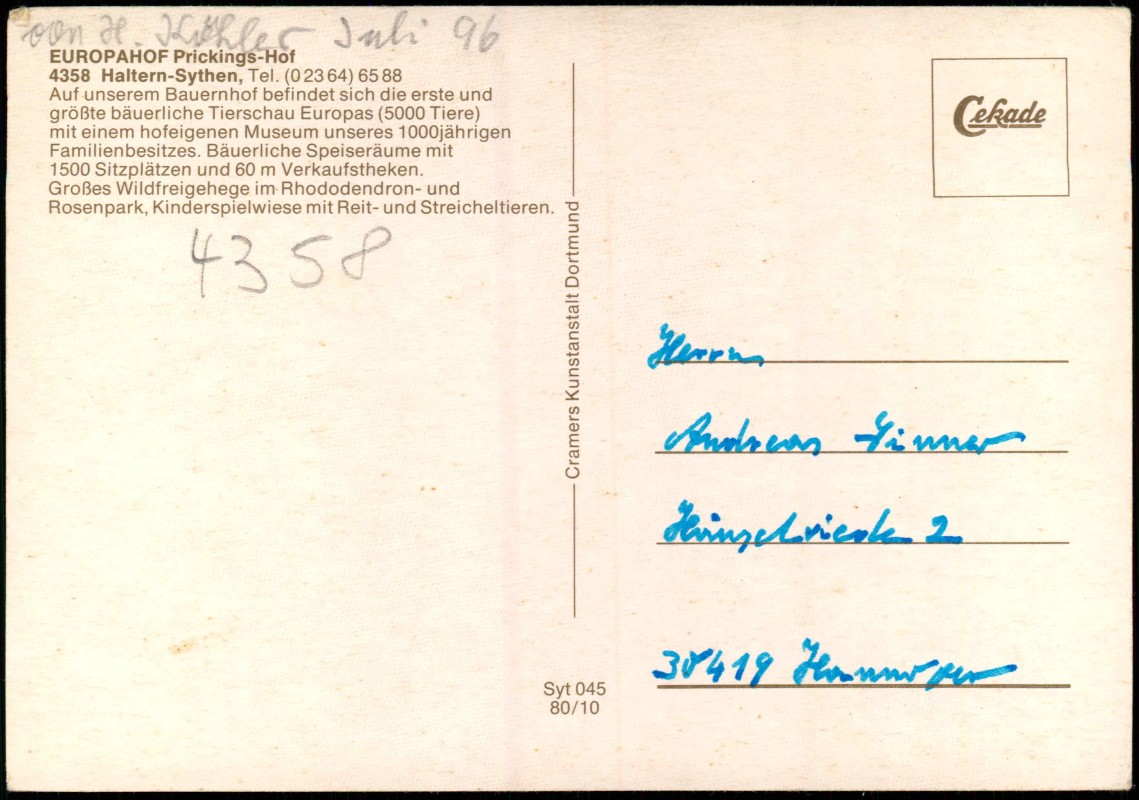 von H. Köhler Juli 96
EUROPAHOF Prickings-Hof
4358 Haltern-Sythen, Tel. (0 23 64) 65 88
Auf unserem Bauernhof befindet sich die erste und
größte bäuerliche Tierschau Europas (5000 Tiere)
mit einem hofeigenen Museum unseres 1000jährigen
Familienbesitzes. Bäuerliche Speiseräume mit
1500 Sitzplätzen und 60 m Verkaufstheken.
Großes Wildfreigehege im Rhododendron- und
Rosenpark, Kinderspielwiese mit Reit- und Streicheltieren.
4358
Cramers Kunstanstalt Dortmund
Syt 045
80/10
Cekade
Herrn
Andreas
2
30419 Hannover